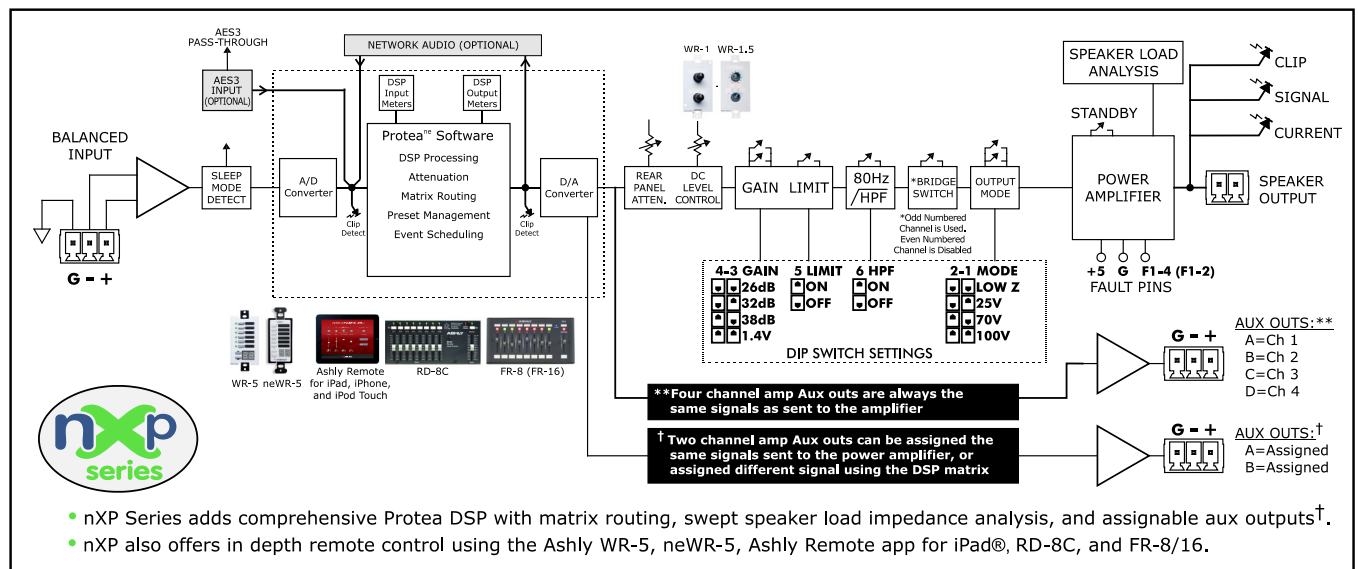 AES3
PASS-THROUGH
NETWORK AUDIO (OPTIONAL)
WR-1
WR-1.5
SPEAKER LOAD
ANALYSIS
CLIP
SIGNAL
CURRENT
AES3
INPUT
(OPTIONAL)
DSP
Input
Meters
DSP
Output
Meters
STANDBY
BALANCED
INPUT
SLEEP
MODE
DETECT
A/D
Converter
Protea™ᵉ Software
DSP Processing
Attenuation
Matrix Routing
Preset Management
Event Scheduling
Clip
Detect
Clip
Detect
D/A
Converter
REAR
PANEL
ATTEN.
DC
LEVEL
CONTROL
GAIN LIMIT
80Hz
HPF
*BRIDGE
SWITCH
OUTPUT
MODE
*Odd Numbered
Channel is Used.
Even Numbered
Channel is Disabled
POWER
AMPLIFIER
SPEAKER
OUTPUT
+5 G F1-4 (F1-2)
FAULT PINS
G - +
4-3 GAIN
26dB
32dB
38dB
1.4V
5 LIMIT
ON
OFF
6 HPF
ON
OFF
2-1 MODE
LOW Z
25V
70V
100V
DIP SWITCH SETTINGS
WR-5
neWR-5
Ashly Remote
for iPad, iPhone,
and iPod Touch
RD-8C
FR-8 (FR-16)
**Four channel amp Aux outs are always the
same signals as sent to the amplifier
G - +
AUX OUTS:**
A=Ch 1
B=Ch 2
C=Ch 3
D=Ch 4
† Two channel amp Aux outs can be assigned the
same signals sent to the power amplifier, or
assigned different signal using the DSP matrix
G - +
AUX OUTS:†
A=Assigned
B=Assigned
nXp
series
• nXP Series adds comprehensive Protea DSP with matrix routing, swept speaker load impedance analysis, and assignable aux outputs†.
• nXP also offers in depth remote control using the Ashly WR-5, neWR-5, Ashly Remote app for iPad®, RD-8C, and FR-8/16.